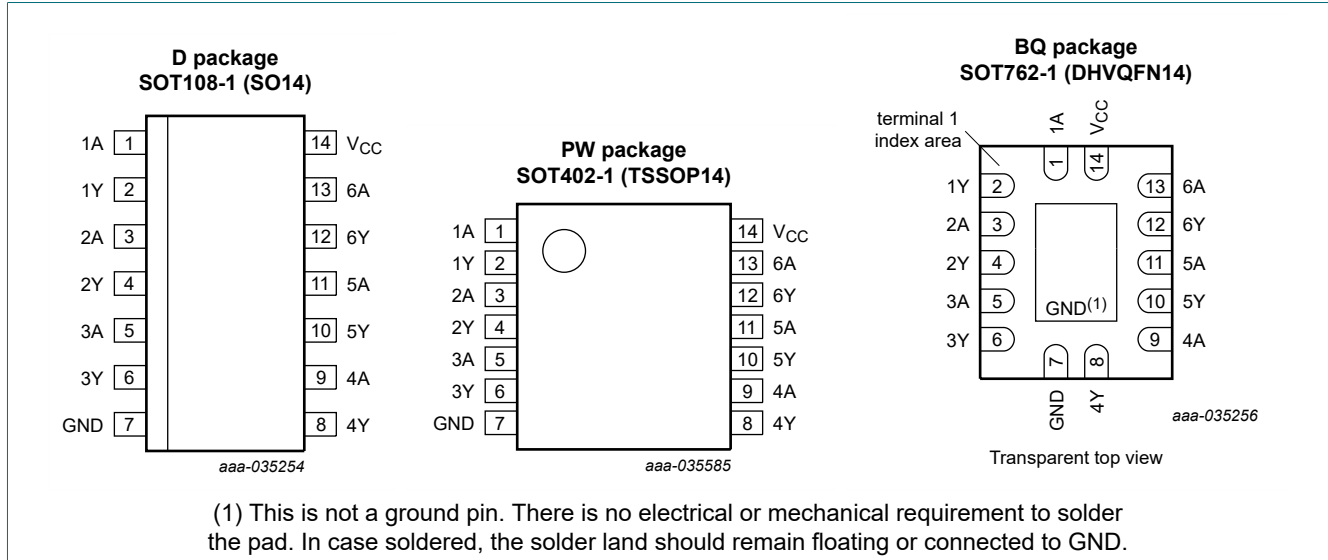 D package
SOT108-1 (SO14)
1A 1
1Y 2
2A 3
2Y 4
3A 5
3Y 6
GND 7
14 VCC
13 6A
12 6Y
11 5A
10 5Y
9 4A
8 4Y
aaa-035254
PW package
SOT402-1 (TSSOP14)
1A 1
1Y 2
2A 3
2Y 4
3A 5
3Y 6
GND 7
14 VCC
13 6A
12 6Y
11 5A
10 5Y
9 4A
8 4Y
aaa-035585
BQ package
SOT762-1 (DHVQFN14)
terminal 1
index area
1A 1
VCC 14
1Y 2
2A 3
2Y 4
3A 5
3Y 6
13 6A
12 6Y
11 5A
10 5Y
9 4A
GND(1)
GND 7
4Y 8
aaa-035256
Transparent top view
(1) This is not a ground pin. There is no electrical or mechanical requirement to solder
the pad. In case soldered, the solder land should remain floating or connected to GND.